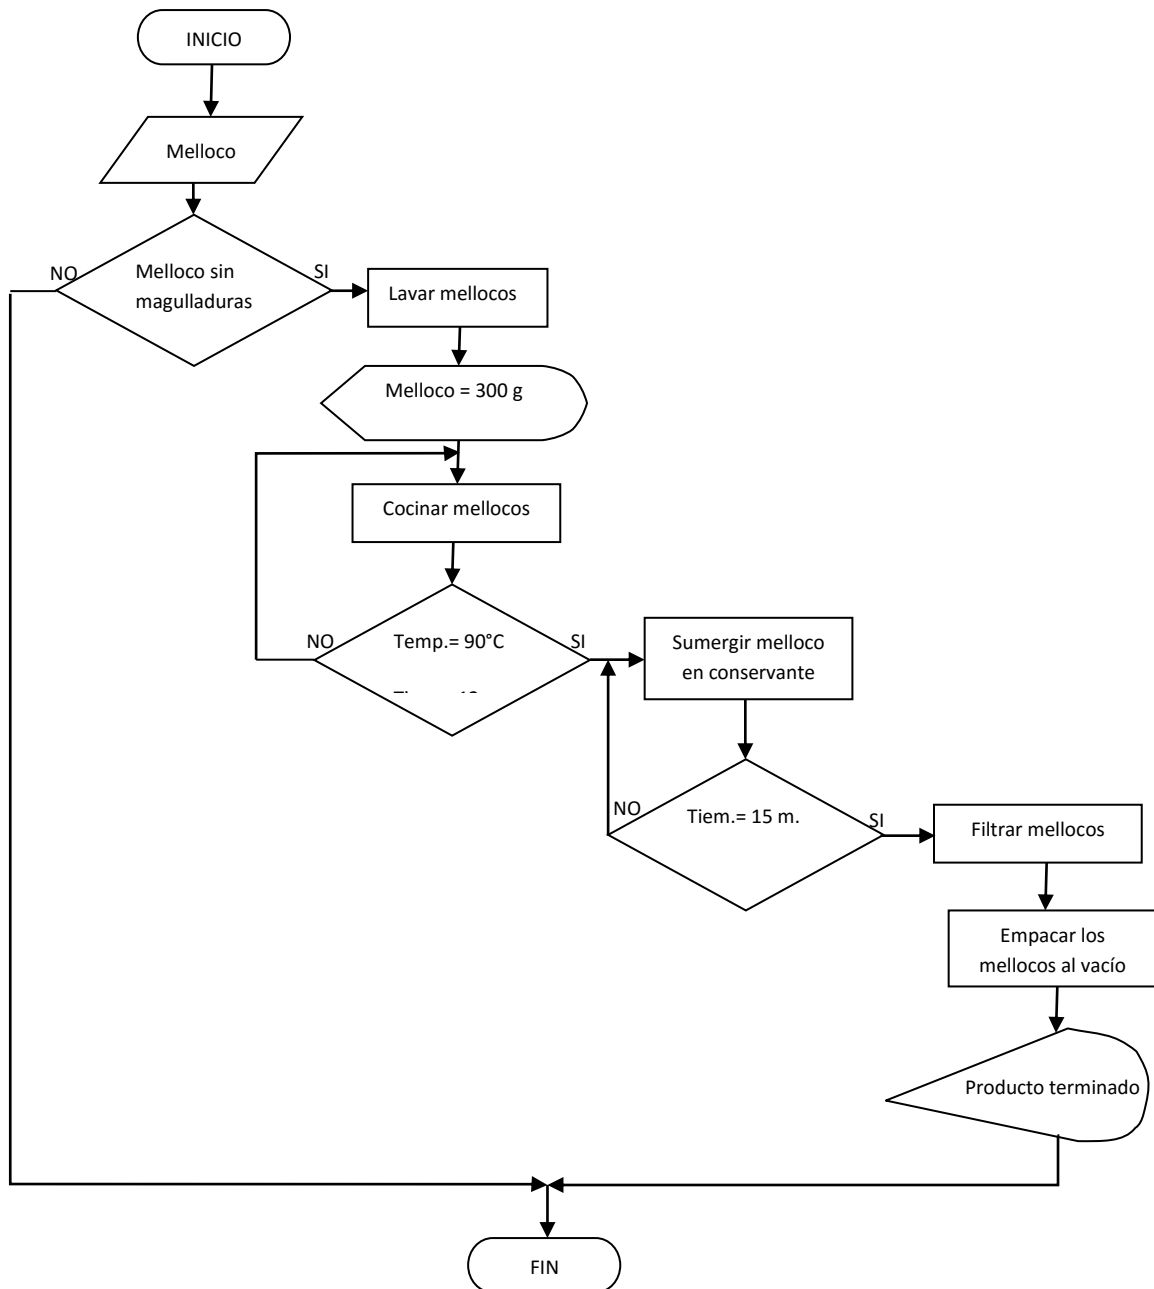 INICIO
Melloco
NO
Melloco sin
magulladuras
SI
Lavar mellocos
Melloco = 300 g
Cocinar mellocos
NO
Temp.= 90°C
SI
Sumergir melloco
en conservante
NO
Tiem.= 15 m.
SI
Filtrar mellocos
Empacar los
mellocos al vacío
Producto terminado
FIN